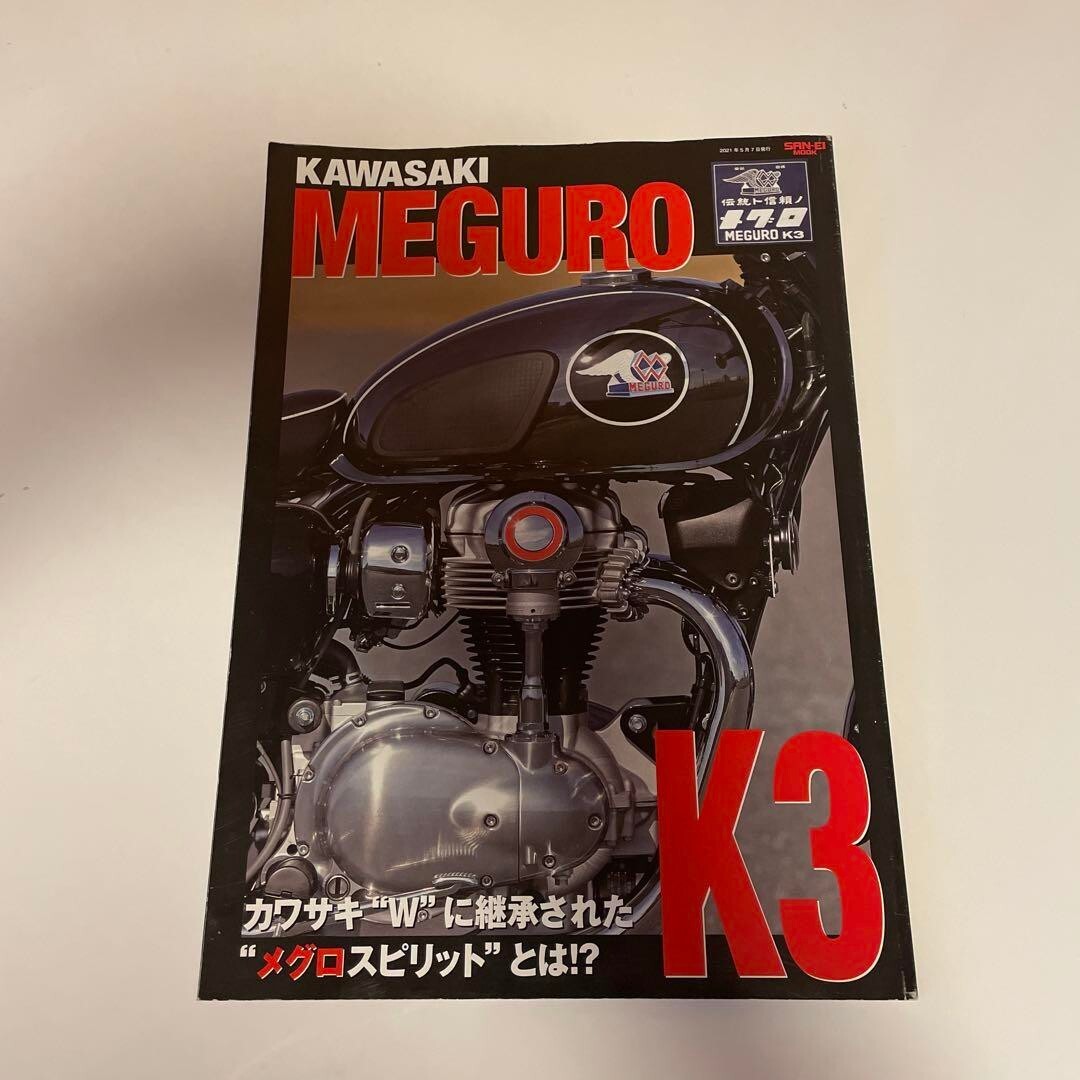 2021年5月7日発行
SAN-EI
MOOK
KAWASAKI
MEGURO
伝統ト信頼ノ
メグロ
MEGURO K3
MEGURO
K3
カワサキ“W”に継承された
“メグロスピリット”とは!?